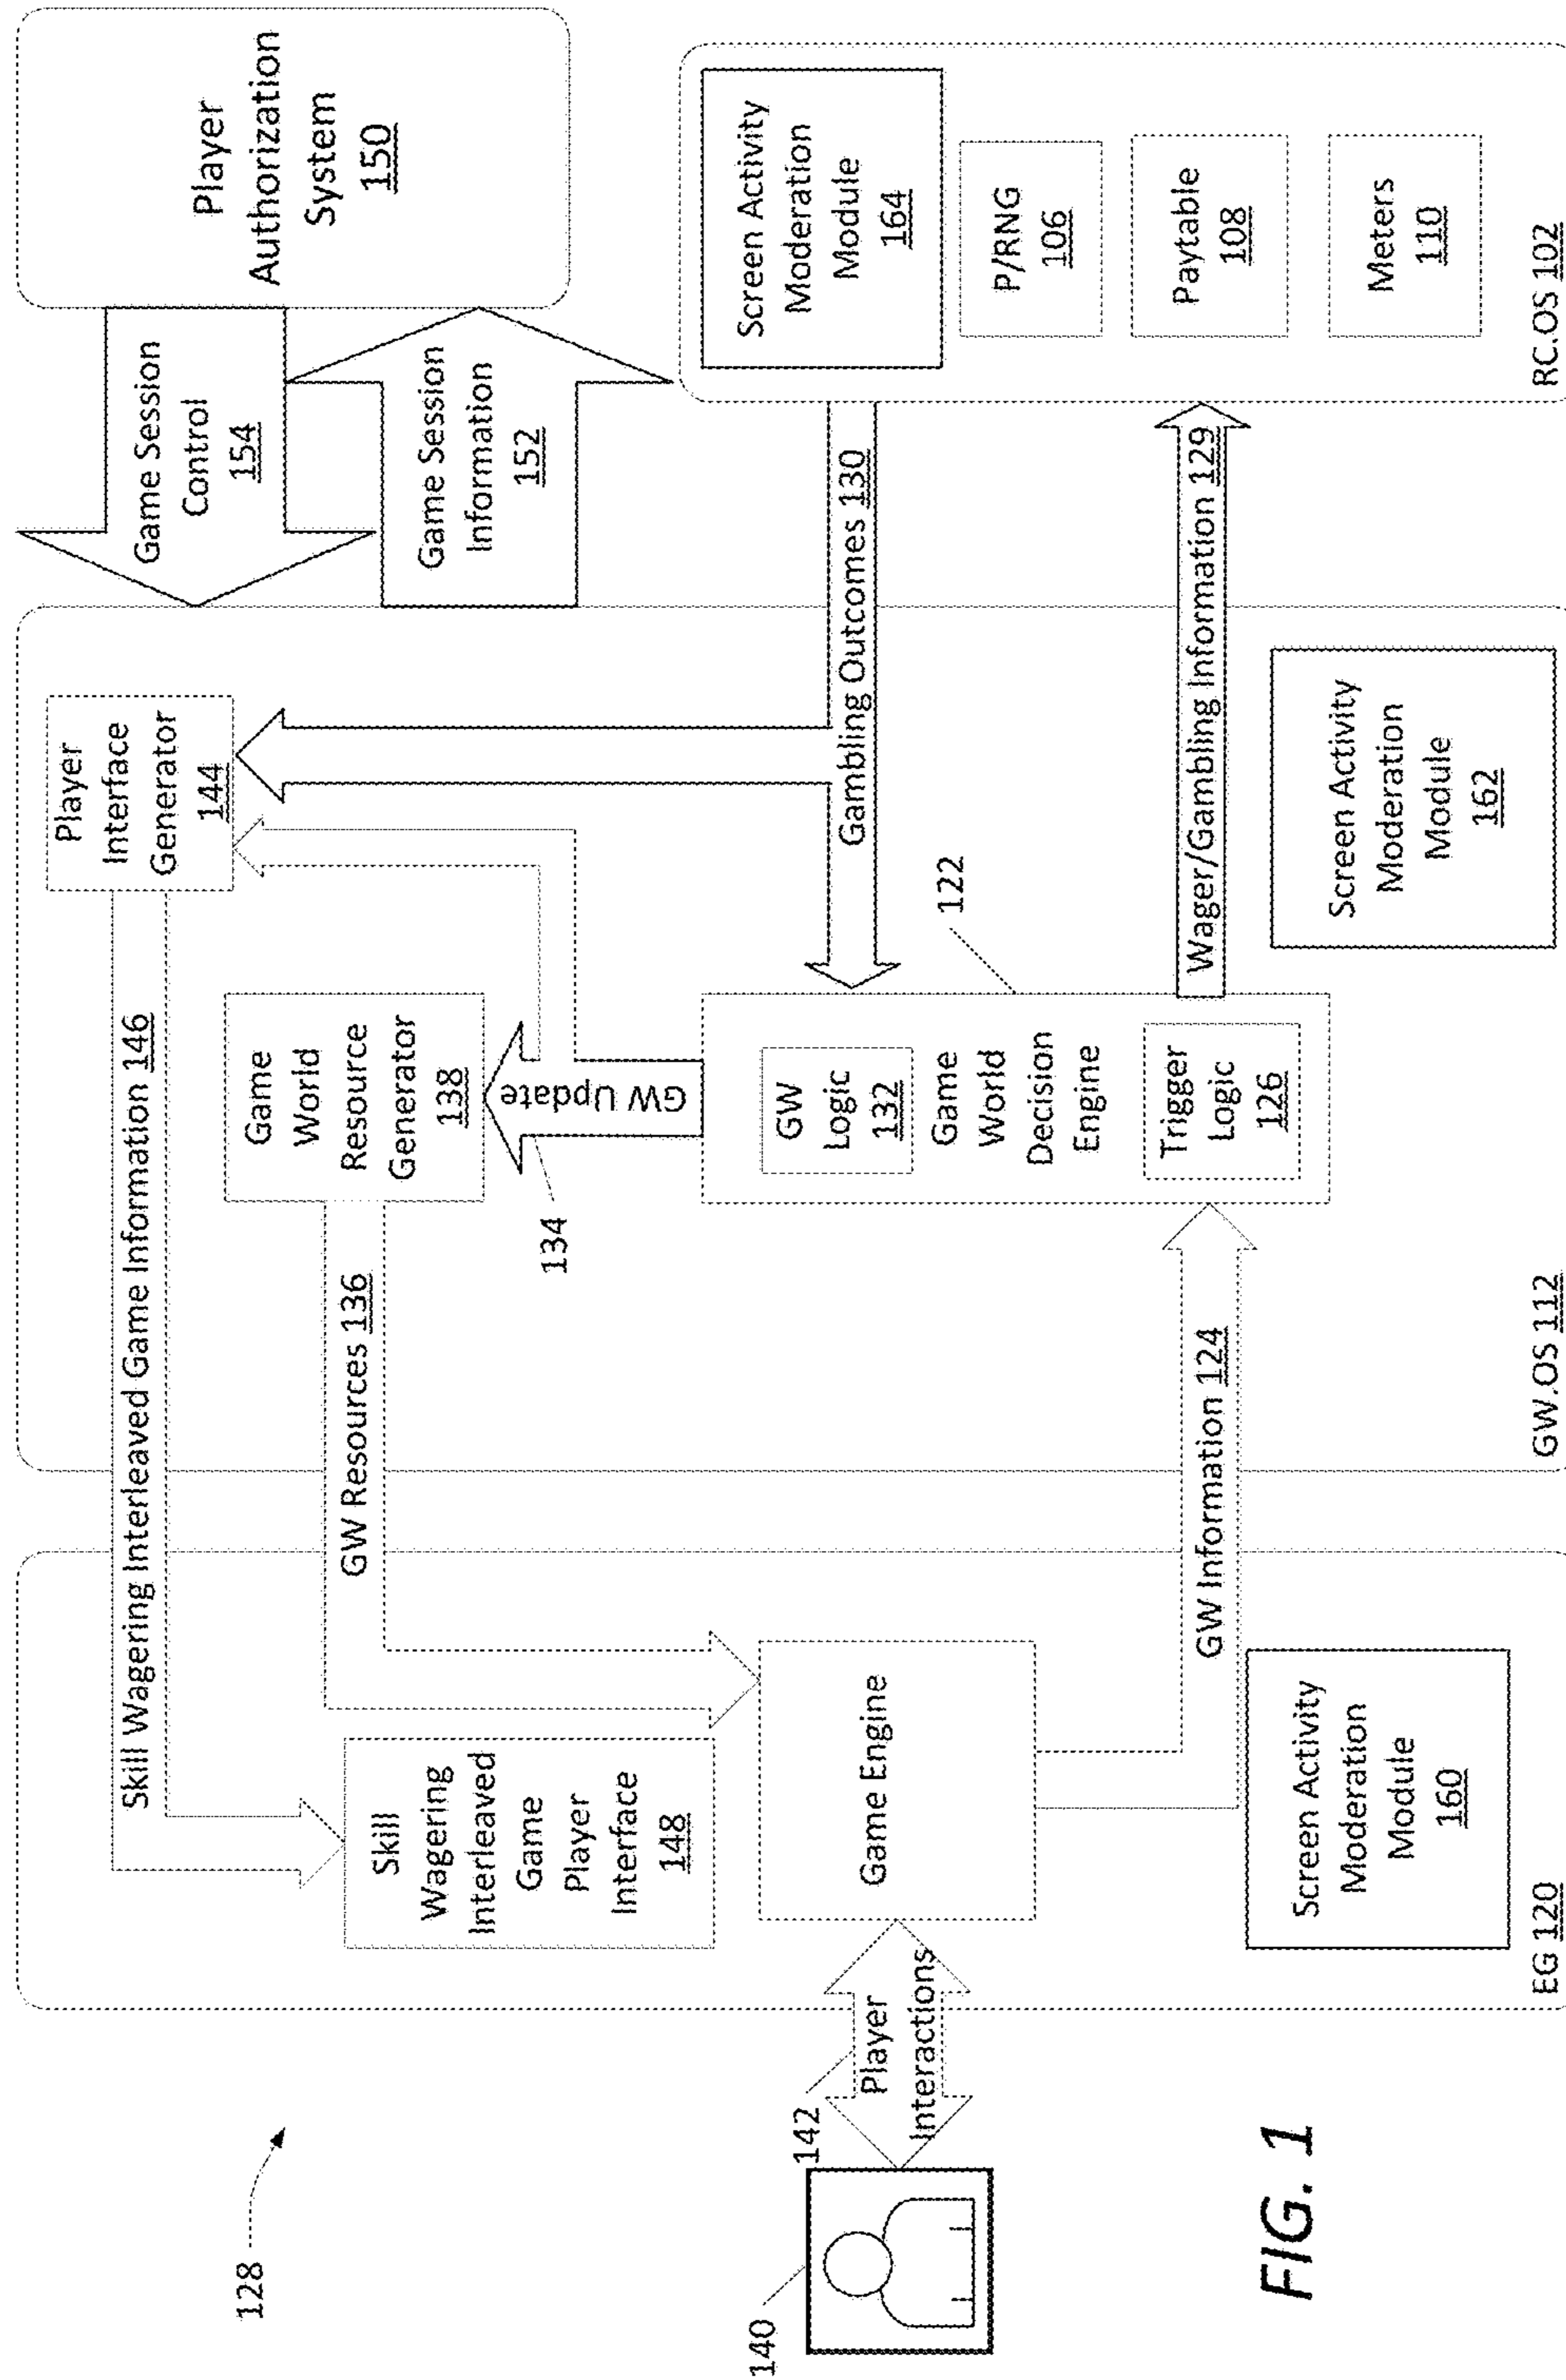 128
140
142
Player
Interactions
Skill Wagering Interleaved Game Information 146
Skill
Wagering
Interleaved
Game
Player
Interface
148
Game Engine
Screen Activity
Moderation
Module
160
EG 120
GW Resources 136
GW Information 124
Player
Interface
Generator
144
Game
World
Resource
Generator
138
134
GW Update
GW
Logic
132
Game
World
Decision
Engine
Trigger
Logic
126
122
Screen Activity
Moderation
Module
162
GW.OS 112
Gambling Outcomes 130
Wager/Gambling Information 129
Game Session
Control
154
Game Session
Information
152
Player
Authorization
System
150
Screen Activity
Moderation
Module
164
P/RNG
106
Paytable
108
Meters
110
RC.OS 102
FIG. 1